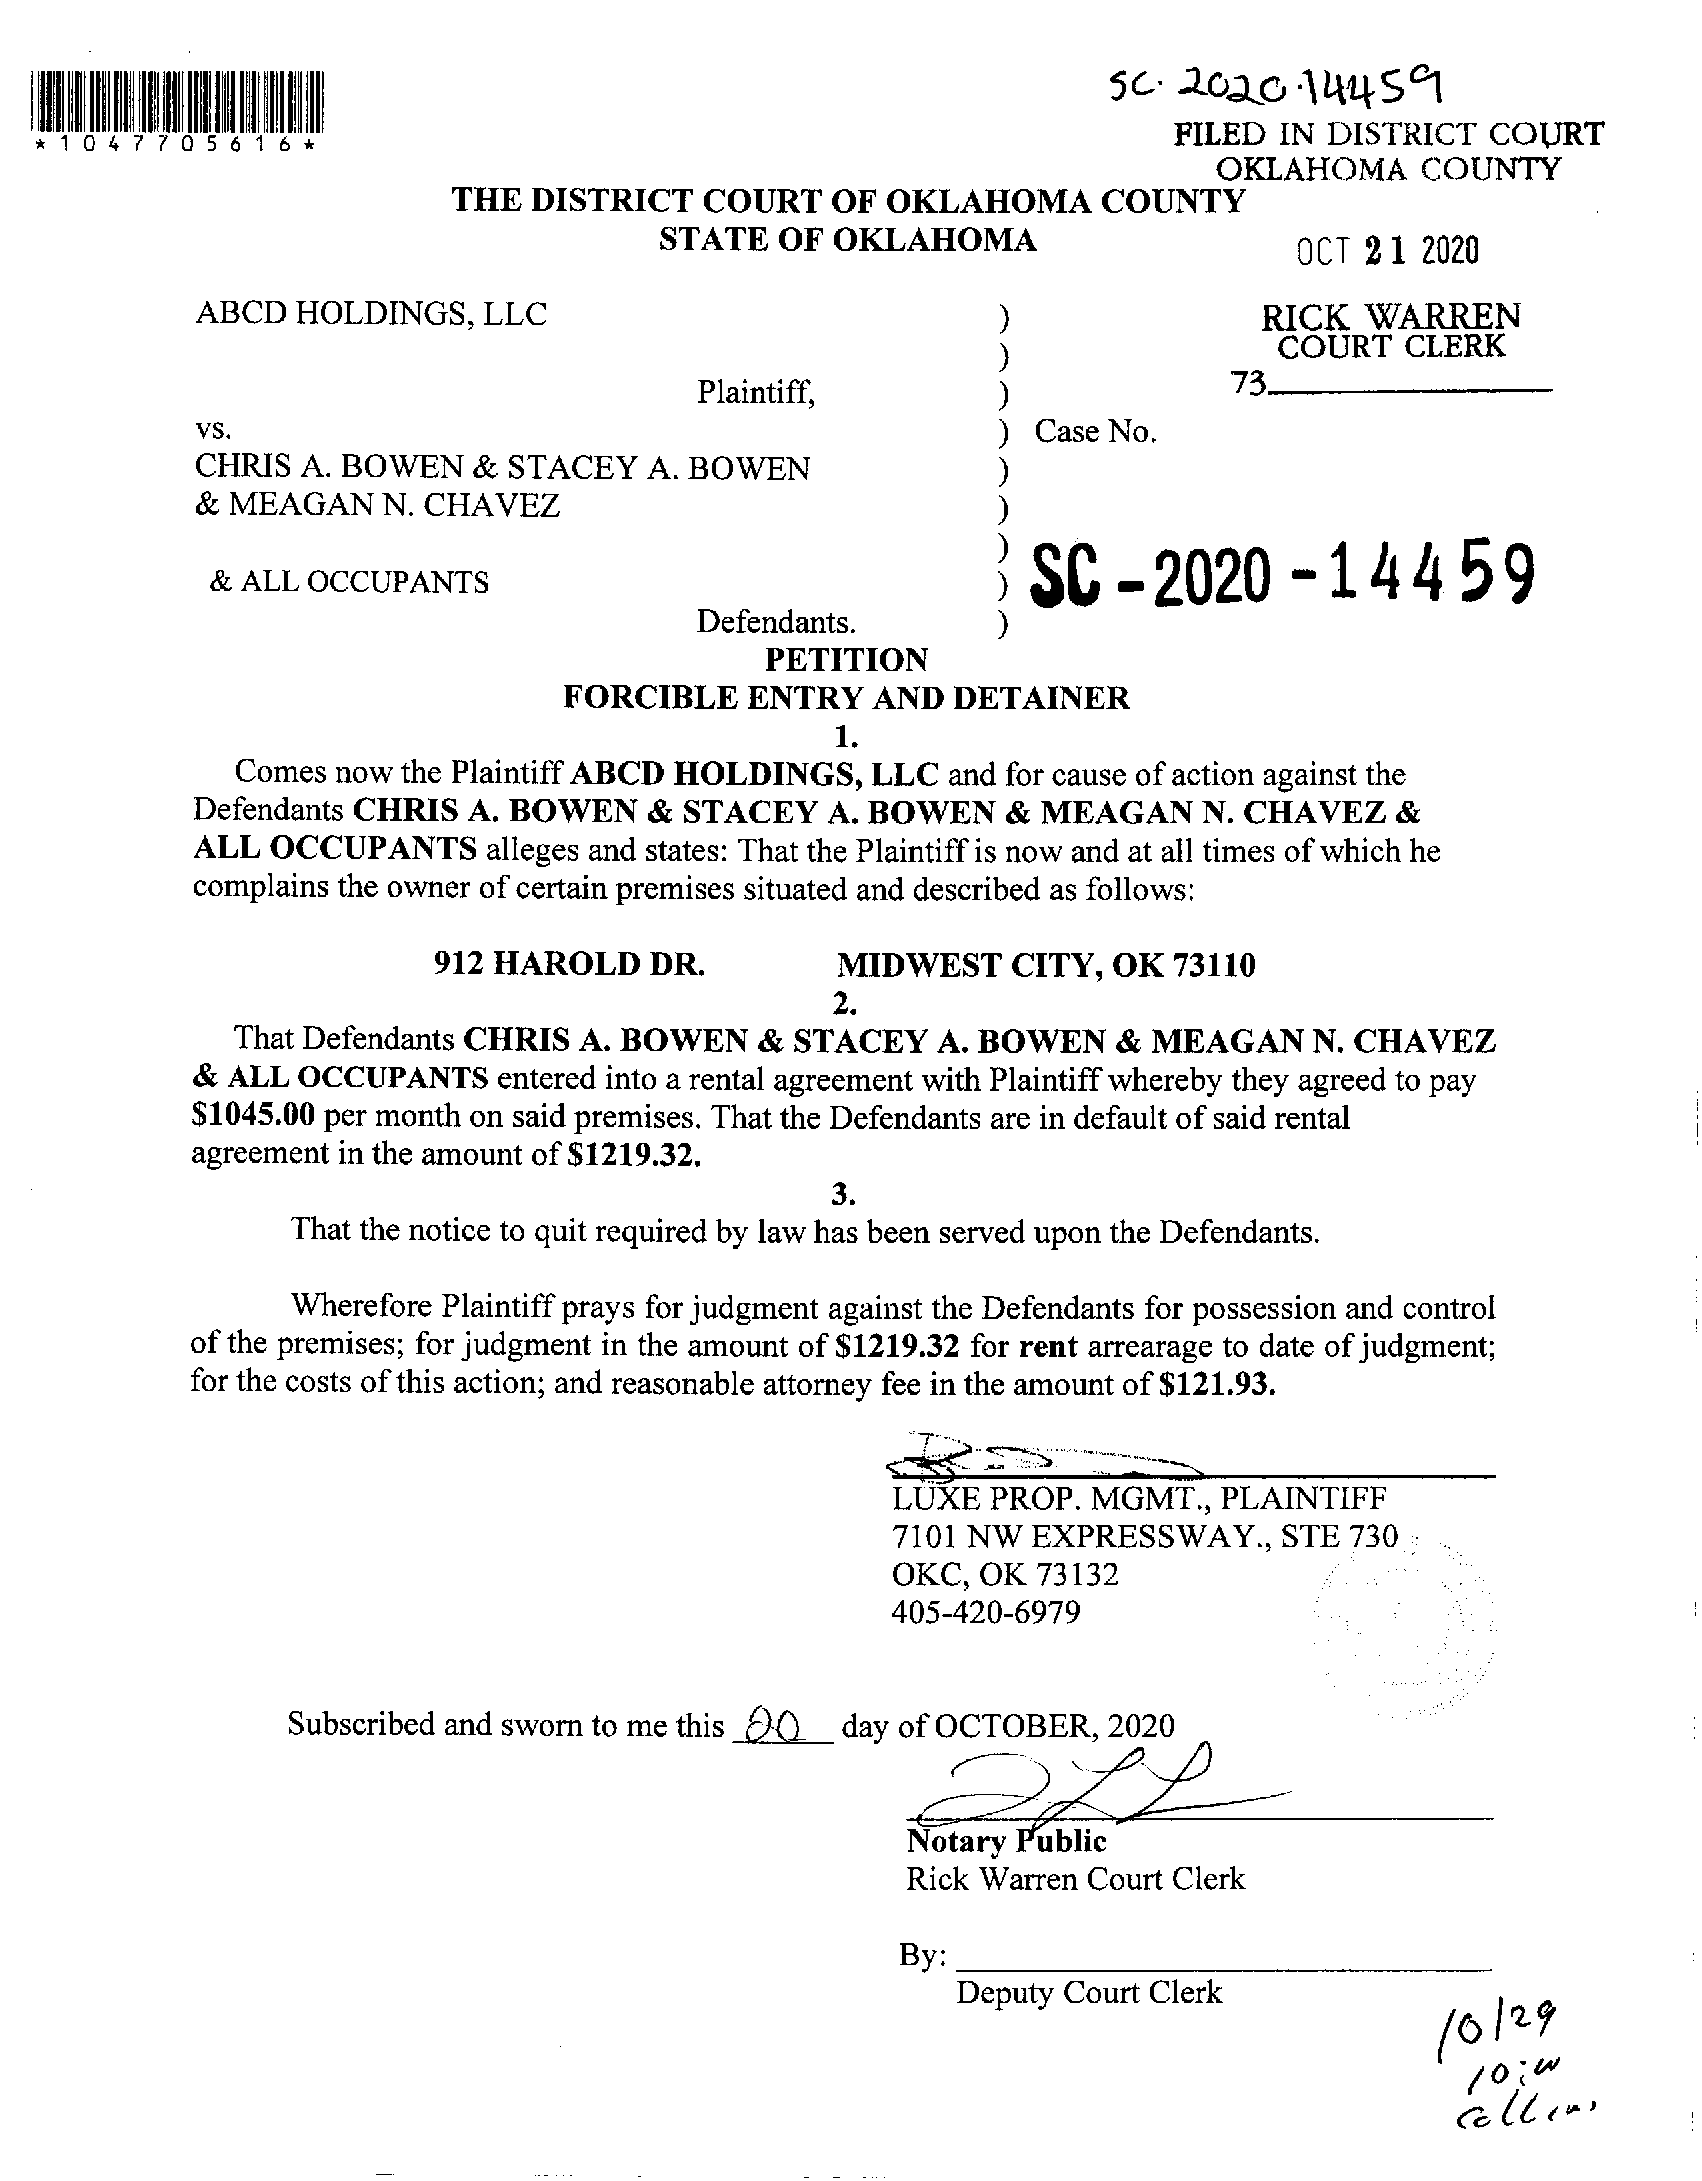 SC. 2020.14459
*1047705616*
FILED IN DISTRICT COURT
OKLAHOMA COUNTY
THE DISTRICT COURT OF OKLAHOMA COUNTY
STATE OF OKLAHOMA
OCT 21 2020
ABCD HOLDINGS, LLC )
RICK WARREN
COURT CLERK
)
Plaintiff, )
73
vs. ) Case No.
CHRIS A. BOWEN & STACEY A. BOWEN )
& MEAGAN N. CHAVEZ )
)
& ALL OCCUPANTS ) SC-2020-14459
Defendants. )
PETITION
FORCIBLE ENTRY AND DETAINER
1.
Comes now the Plaintiff ABCD HOLDINGS, LLC and for cause of action against the
Defendants CHRIS A. BOWEN & STACEY A. BOWEN & MEAGAN N. CHAVEZ &
ALL OCCUPANTS alleges and states: That the Plaintiff is now and at all times of which he
complains the owner of certain premises situated and described as follows:
912 HAROLD DR. MIDWEST CITY, OK 73110
2.
That Defendants CHRIS A. BOWEN & STACEY A. BOWEN & MEAGAN N. CHAVEZ
& ALL OCCUPANTS entered into a rental agreement with Plaintiff whereby they agreed to pay
$1045.00 per month on said premises. That the Defendants are in default of said rental
agreement in the amount of $1219.32.
3.
That the notice to quit required by law has been served upon the Defendants.
Wherefore Plaintiff prays for judgment against the Defendants for possession and control
of the premises; for judgment in the amount of $1219.32 for rent arrearage to date of judgment;
for the costs of this action; and reasonable attorney fee in the amount of $121.93.
LUXE PROP. MGMT., PLAINTIFF
7101 NW EXPRESSWAY., STE 730
OKC, OK 73132
405-420-6979
Subscribed and sworn to me this 20 day of OCTOBER, 2020
Notary Public
Rick Warren Court Clerk
By:
Deputy Court Clerk
10/29